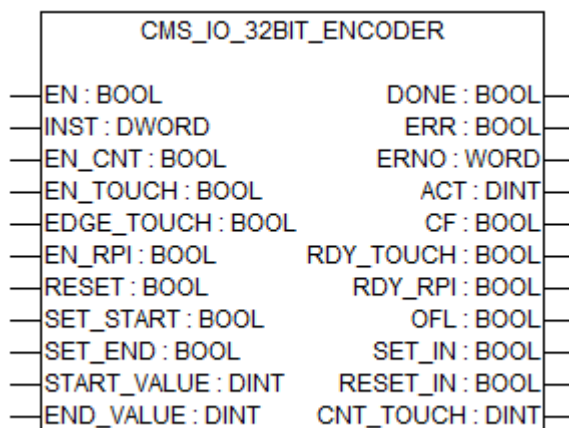 CMS_IO_32BIT_ENCODER
EN : BOOL DONE : BOOL
INST : DWORD ERR : BOOL
EN_CNT : BOOL ERNO : WORD
EN_TOUCH : BOOL ACT : DINT
EDGE_TOUCH : BOOL CF : BOOL
EN_RPI : BOOL RDY_TOUCH : BOOL
RESET : BOOL RDY_RPI : BOOL
SET_START : BOOL OFL : BOOL
SET_END : BOOL SET_IN : BOOL
START_VALUE : DINT RESET_IN : BOOL
END_VALUE : DINT CNT_TOUCH : DINT